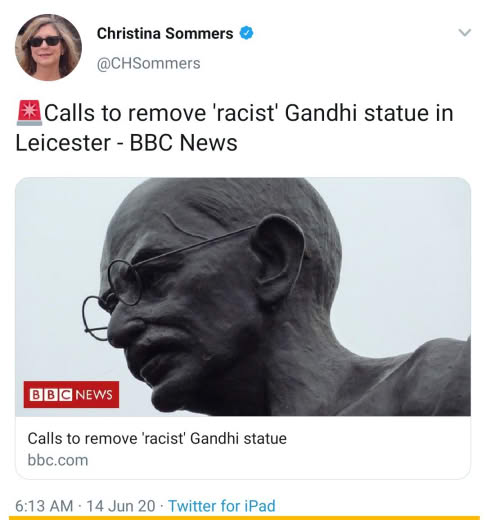 Christina Sommers
@CHSommers
🚨Calls to remove 'racist' Gandhi statue in
Leicester - BBC News
BBC NEWS
Calls to remove 'racist' Gandhi statue
bbc.com
6:13 AM · 14 Jun 20 · Twitter for iPad